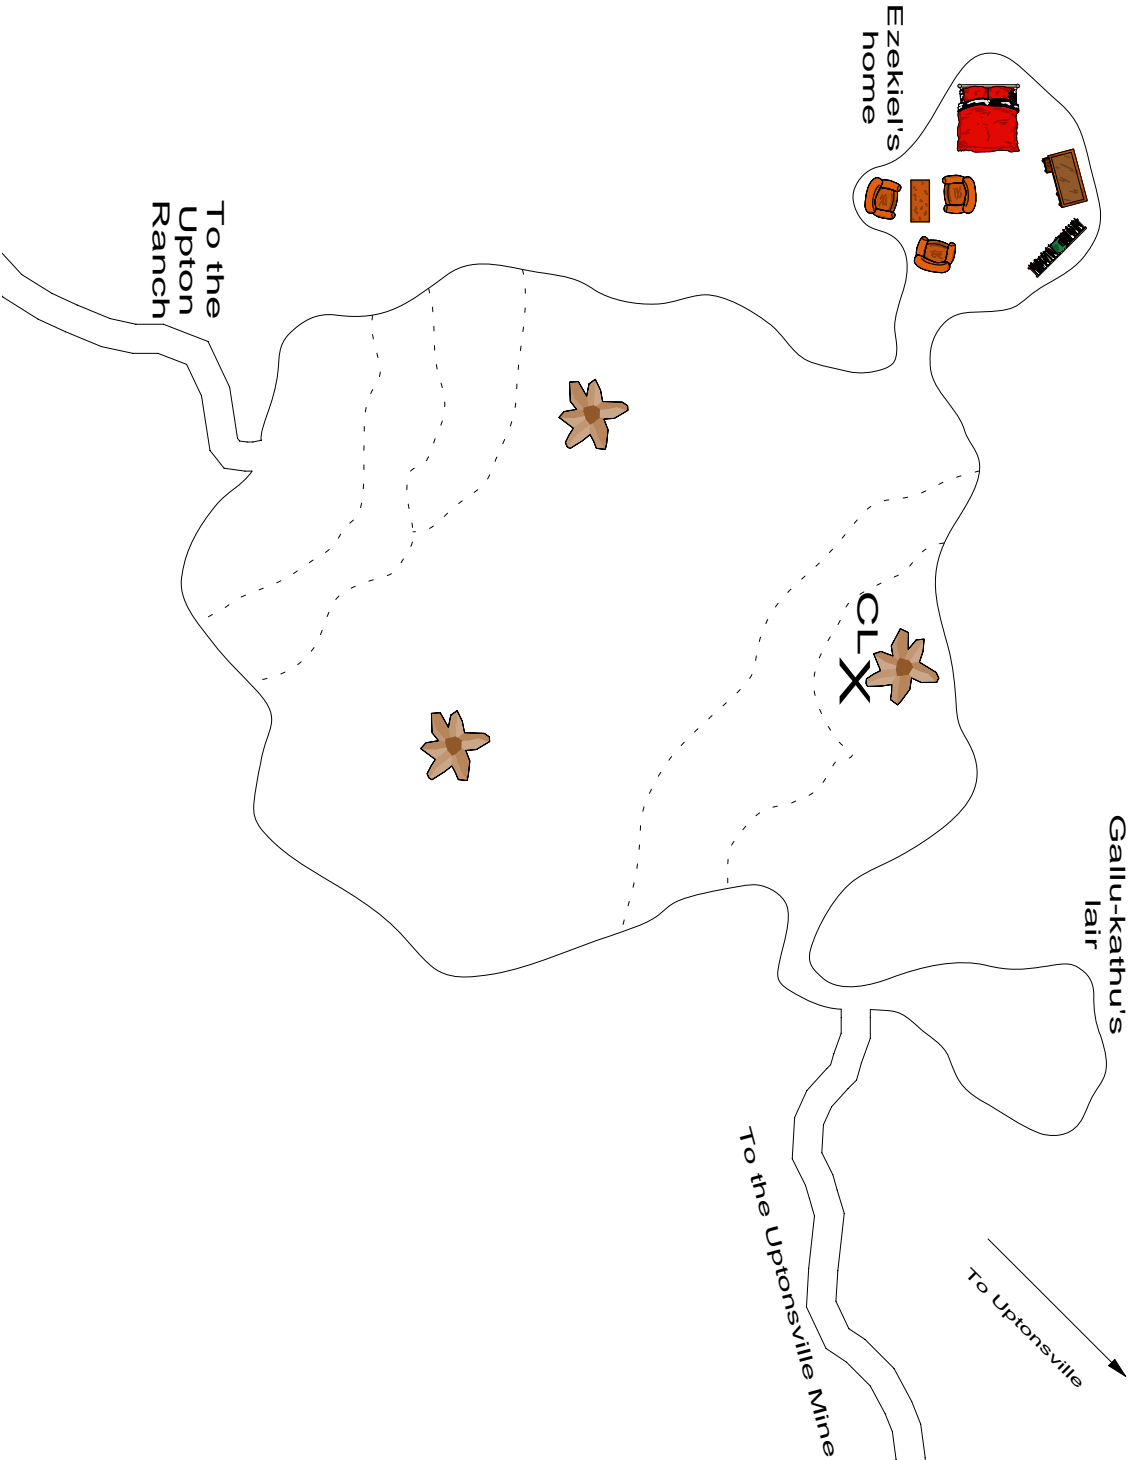 Ezekiel's
home
To the
Upton
Ranch
CL
X
Gallu-kathu's
lair
To the Uptonsville Mine
To Uptonsville